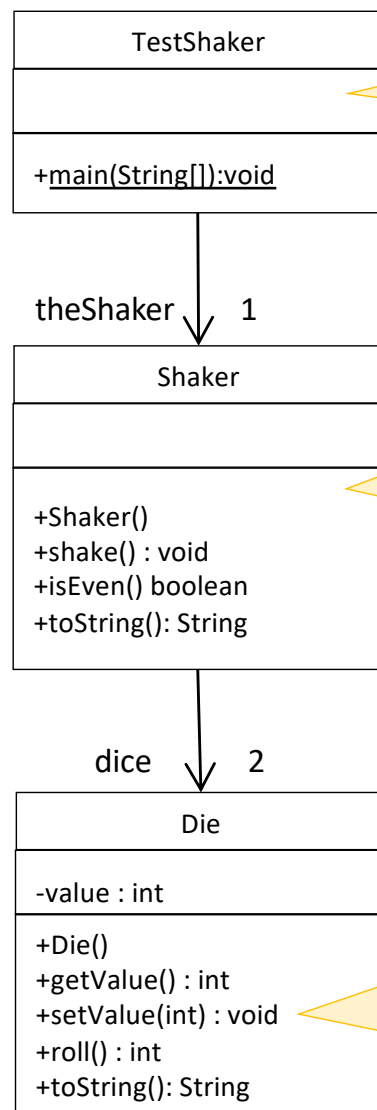 TestShaker
+main(String[]):void
theShaker 1
Shaker
+Shaker()
+shake() : void
+isEven() boolean
+toString(): String
dice 2
Die
-value : int
+Die()
+getValue() : int
+setValue(int) : void
+roll() : int
+toString(): String